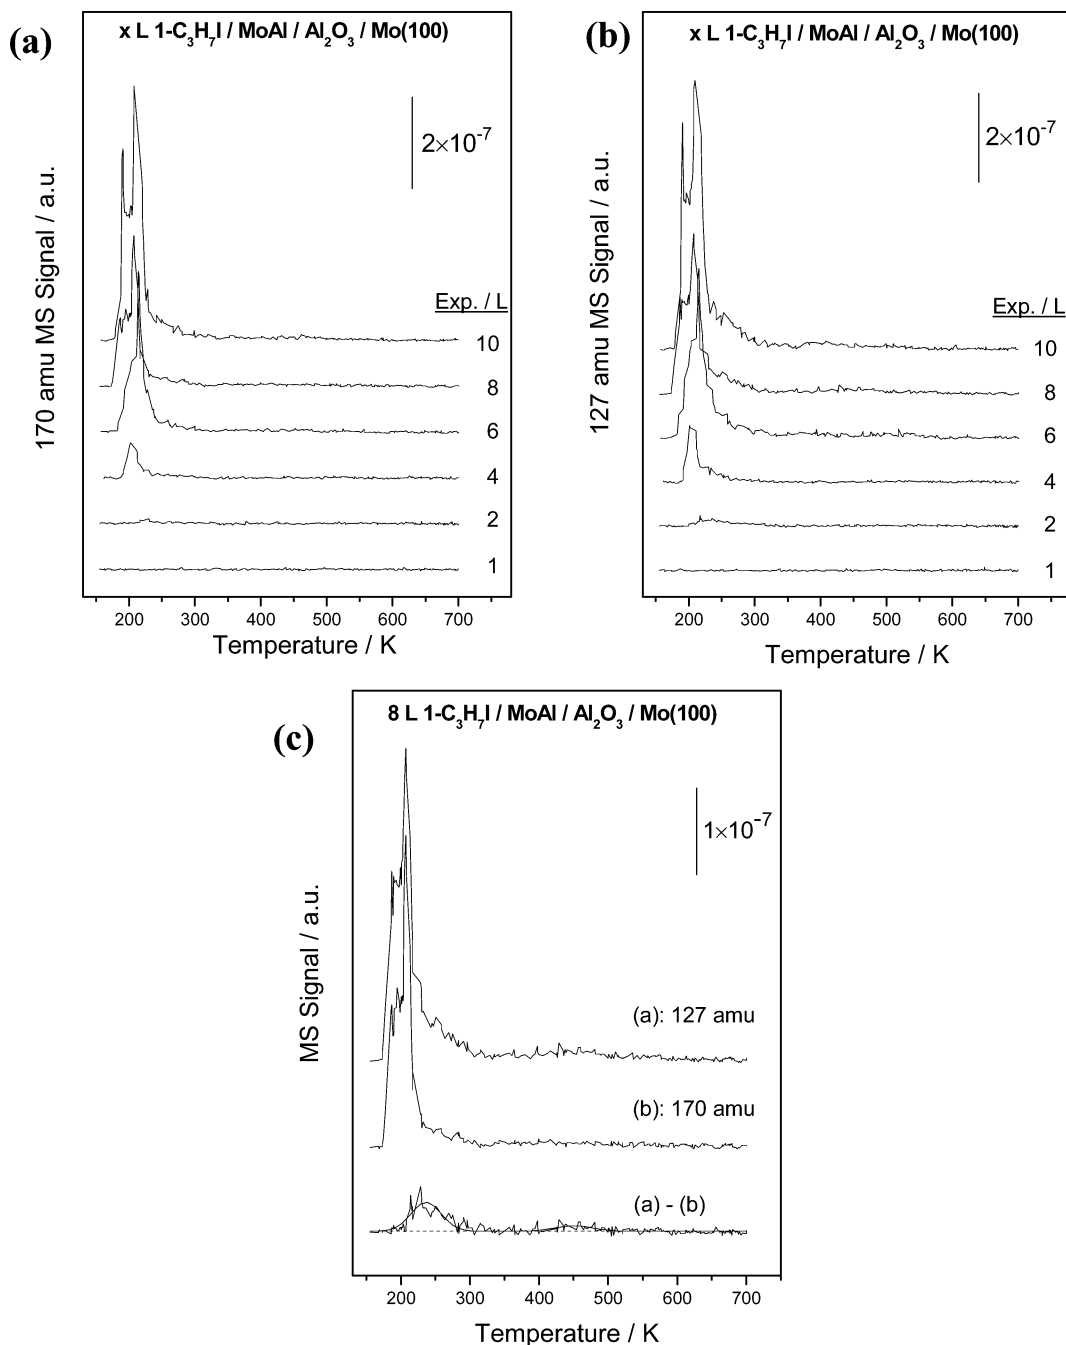 (a)
x L 1-C₃H₇I / MoAl / Al₂O₃ / Mo(100)
2×10⁻⁷
170 amu MS Signal / a.u.
Exp. / L
10
8
6
4
2
1
200 300 400 500 600 700
Temperature / K
(b)
x L 1-C₃H₇I / MoAl / Al₂O₃ / Mo(100)
2×10⁻⁷
127 amu MS Signal / a.u.
Exp. / L
10
8
6
4
2
1
200 300 400 500 600 700
Temperature / K
(c)
8 L 1-C₃H₇I / MoAl / Al₂O₃ / Mo(100)
1×10⁻⁷
MS Signal / a.u.
(a): 127 amu
(b): 170 amu
(a) - (b)
200 300 400 500 600 700
Temperature / K